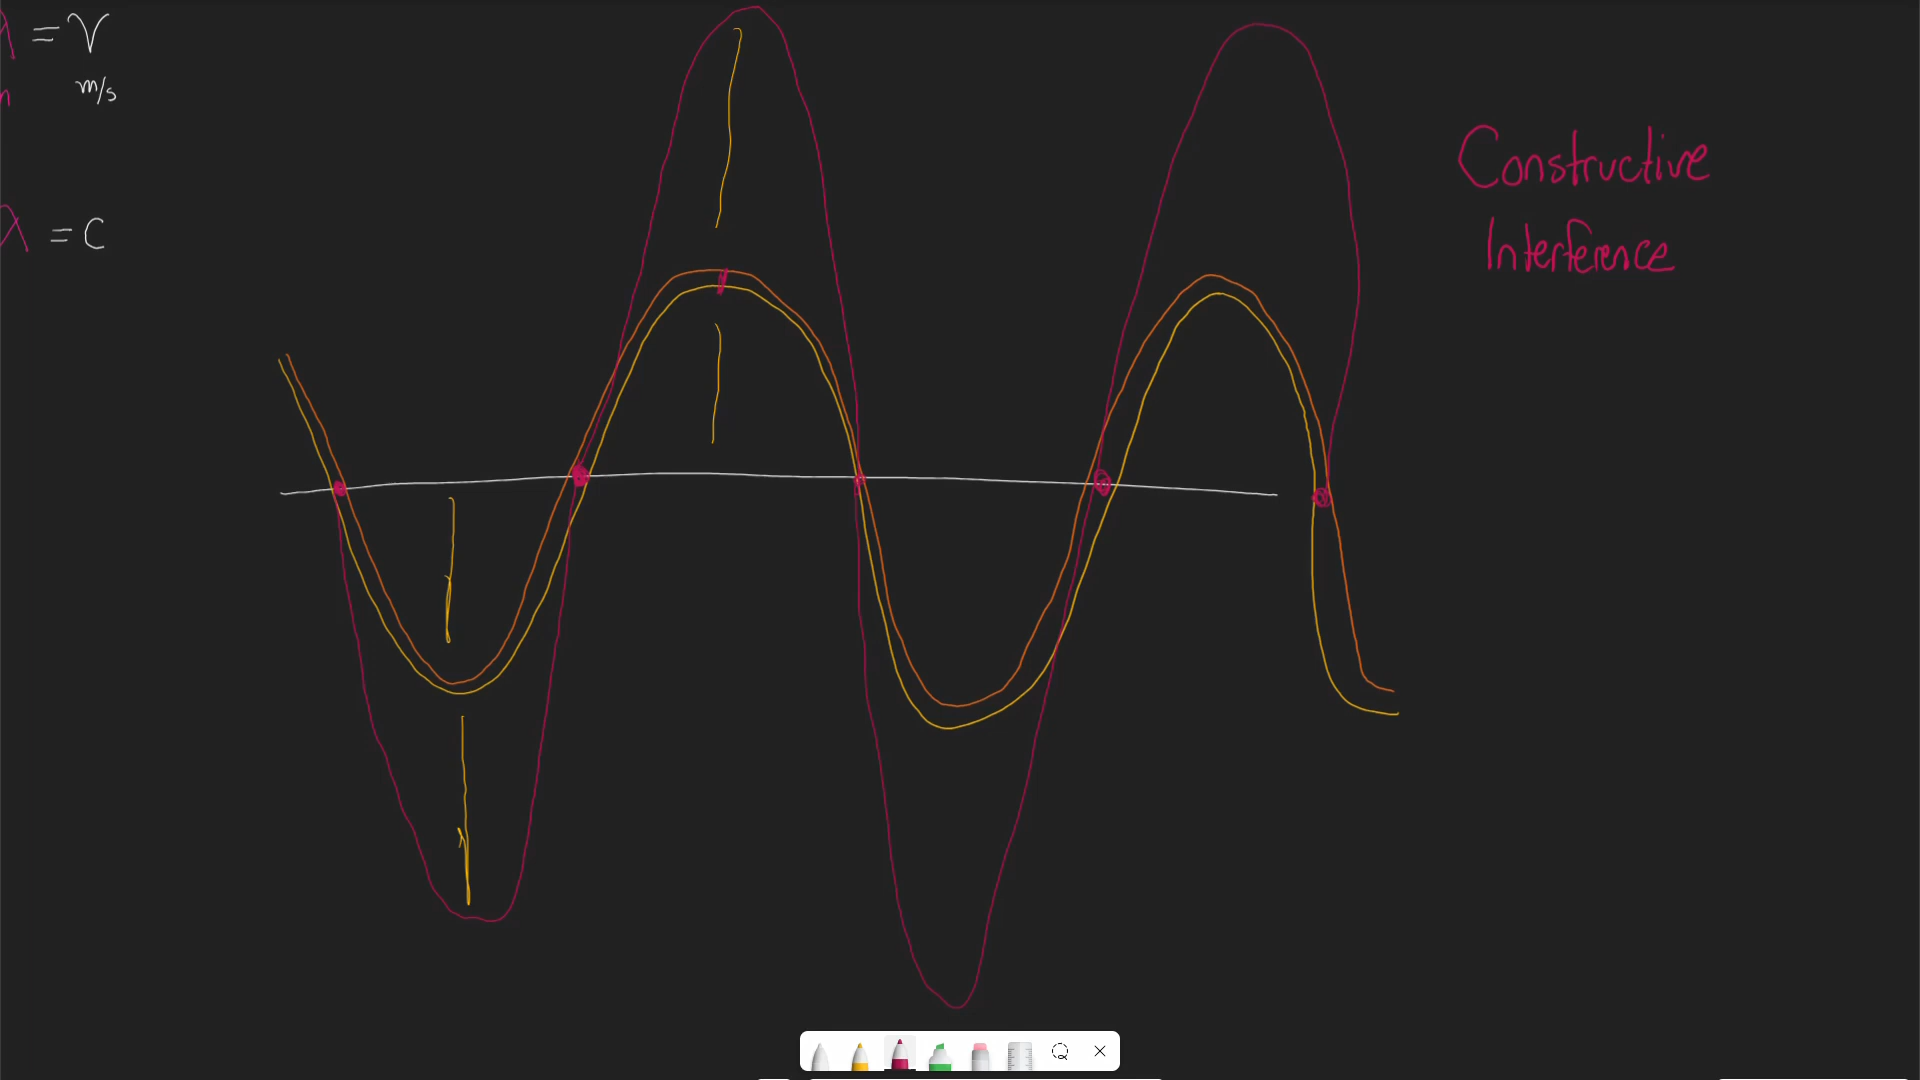 λ = V
m/s
λ = C
Constructive
Interference